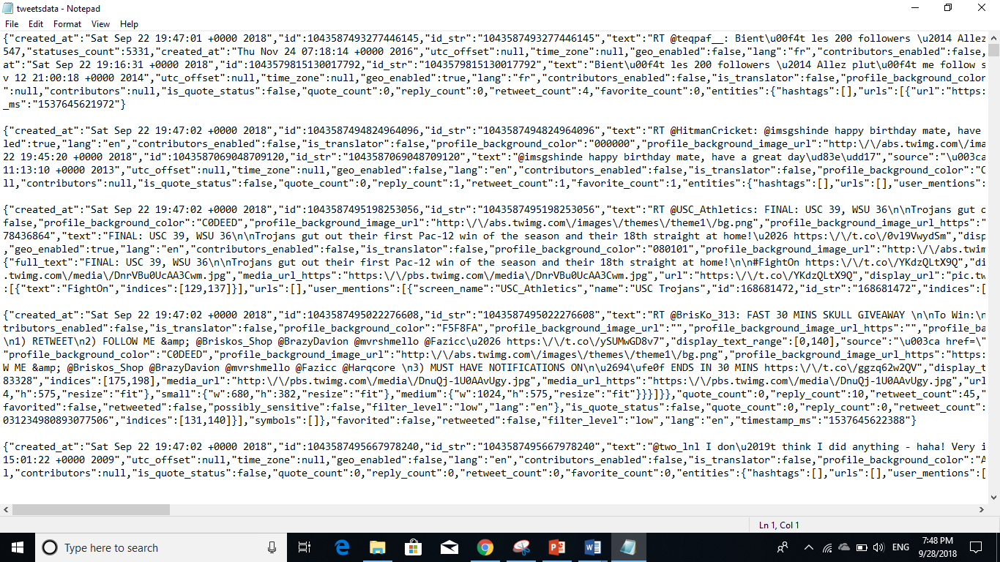 tweetsdata - Notepad
File Edit Format View Help
{"created_at":"Sat Sep 22 19:47:01 +0000 2018","id":1043587493277446145,"id_str":"1043587493277446145","text":"RT @teqpaf__: Bient\u00f4t les 200 followers \u2014 Allez
547,"statuses_count":5331,"created_at":"Thu Nov 24 07:18:14 +0000 2016","utc_offset":null,"time_zone":null,"geo_enabled":false,"lang":"fr","contributors_enabled":false,
at":"Sat Sep 22 19:16:31 +0000 2018","id":1043579815130017792,"id_str":"1043579815130017792","text":"Bient\u00f4t les 200 followers \u2014 Allez plut\u00f4t me follow s
v 12 21:00:18 +0000 2014","utc_offset":null,"time_zone":null,"geo_enabled":true,"lang":"fr","contributors_enabled":false,"is_translator":false,"profile_background_color
":null,"contributors":null,"is_quote_status":false,"quote_count":0,"reply_count":0,"retweet_count":4,"favorite_count":0,"entities":{"hashtags":[],"urls":[{"url":"https:
_ms":"1537645621972"}
{"created_at":"Sat Sep 22 19:47:02 +0000 2018","id":1043587494824964096,"id_str":"1043587494824964096","text":"RT @HitmanCricket: @imsgshinde happy birthday mate, have
led":true,"lang":"en","contributors_enabled":false,"is_translator":false,"profile_background_color":"000000","profile_background_image_url":"http:\/\/abs.twimg.com\/ima
22 19:45:20 +0000 2018","id":1043587069048709120,"id_str":"1043587069048709120","text":"@imsgshinde happy birthday mate, have a great day\ud83e\udd17","source":"\u003ca
11:13:10 +0000 2013","utc_offset":null,"time_zone":null,"geo_enabled":false,"lang":"en","contributors_enabled":false,"is_translator":false,"profile_background_color":"C
ll,"contributors":null,"is_quote_status":false,"quote_count":0,"reply_count":1,"retweet_count":1,"favorite_count":1,"entities":{"hashtags":[],"urls":[],"user_mentions":
{"created_at":"Sat Sep 22 19:47:02 +0000 2018","id":1043587495198253056,"id_str":"1043587495198253056","text":"RT @USC_Athletics: FINAL: USC 39, WSU 36\n\nTrojans gut o
false,"profile_background_color":"C0DEED","profile_background_image_url":"http:\/\/abs.twimg.com\/images\/themes\/theme1\/bg.png","profile_background_image_url_https":"
78436864","text":"FINAL: USC 39, WSU 36\n\nTrojans gut out their first Pac-12 win of the season and their 18th straight at home!\u2026 https:\/\/t.co\/0vl9VwydSm","disp
,"geo_enabled":true,"lang":"en","contributors_enabled":false,"is_translator":false,"profile_background_color":"080101","profile_background_image_url":"http:\/\/abs.twim
{"full_text":"FINAL: USC 39, WSU 36\n\nTrojans gut out their first Pac-12 win of the season and their 18th straight at home!\n\n#FightOn https:\/\/t.co\/YKdzQLtX9Q","di
.twimg.com\/media\/DnrVBu0UcAA3Cwm.jpg","media_url_https":"https:\/\/pbs.twimg.com\/media\/DnrVBu0UcAA3Cwm.jpg","url":"https:\/\/t.co\/YKdzQLtX9Q","display_url":"pic.tw
:[{"text":"FightOn","indices":[129,137]}],"urls":[],"user_mentions":[{"screen_name":"USC_Athletics","name":"USC Trojans","id":168681472,"id_str":"168681472","indices":[
{"created_at":"Sat Sep 22 19:47:02 +0000 2018","id":1043587495022276608,"id_str":"1043587495022276608","text":"RT @BrisKo_313: FAST 30 MINS SKULL GIVEAWAY \n\nTo Win:\n
tributors_enabled":false,"is_translator":false,"profile_background_color":"F5F8FA","profile_background_image_url":"","profile_background_image_url_https":"","profile_ba
\n1) RETWEET\n2) FOLLOW ME &amp; @Briskos_Shop @BrazyDavion @mvrshmello @Fazicc\u2026 https:\/\/t.co\/ySUMwGD8v7","display_text_range":[0,140],"source":"\u003ca href=\"
"profile_background_color":"C0DEED","profile_background_image_url":"http:\/\/abs.twimg.com\/images\/themes\/theme1\/bg.png","profile_background_image_url_https":"https:
W ME &amp; @Briskos_Shop @BrazyDavion @mvrshmello @Fazicc @Harqcore \n3) MUST HAVE NOTIFICATIONS ON\n\u2694\ufe0f ENDS IN 30 MINS https:\/\/t.co\/ggzq62w2QV","display_t
83328","indices":[175,198],"media_url":"http:\/\/pbs.twimg.com\/media\/DnuQj-1U0AAvUgy.jpg","media_url_https":"https:\/\/pbs.twimg.com\/media\/DnuQj-1U0AAvUgy.jpg","url
4,"h":575,"resize":"fit"},"small":{"w":680,"h":382,"resize":"fit"},"medium":{"w":1024,"h":575,"resize":"fit"}}}]}},"quote_count":0,"reply_count":10,"retweet_count":45,"
favorited":false,"retweeted":false,"possibly_sensitive":false,"filter_level":"low","lang":"en"},"is_quote_status":false,"quote_count":0,"reply_count":0,"retweet_count":
031234980893077506","indices":[131,140]}],"symbols":[]},"favorited":false,"retweeted":false,"filter_level":"low","lang":"en","timestamp_ms":"1537645622388"}
{"created_at":"Sat Sep 22 19:47:02 +0000 2018","id":1043587495667978240,"id_str":"1043587495667978240","text":"@two_lnl I don\u2019t think I did anything - haha! Very i
15:01:22 +0000 2009","utc_offset":null,"time_zone":null,"geo_enabled":false,"lang":"en","contributors_enabled":false,"is_translator":false,"profile_background_color":"A
l,"contributors":null,"is_quote_status":false,"quote_count":0,"reply_count":0,"retweet_count":0,"favorite_count":0,"entities":{"hashtags":[],"urls":[],"user_mentions":[
Ln 1, Col 1
Type here to search
ENG
7:48 PM
9/28/2018